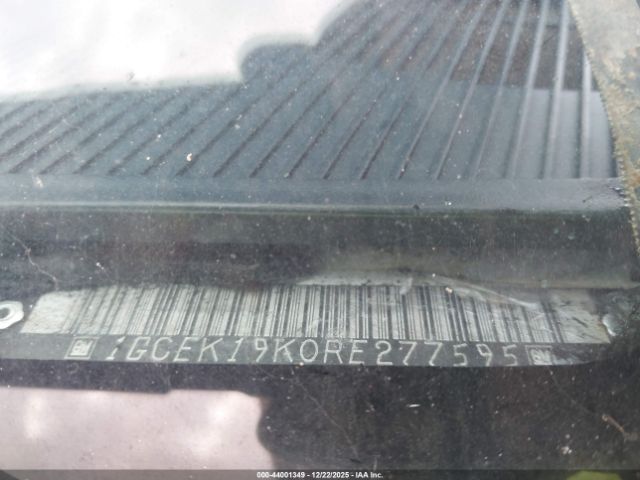 1GCEK19K0RE277595
000-44001349 / 12/22/2025 - IAA Inc.